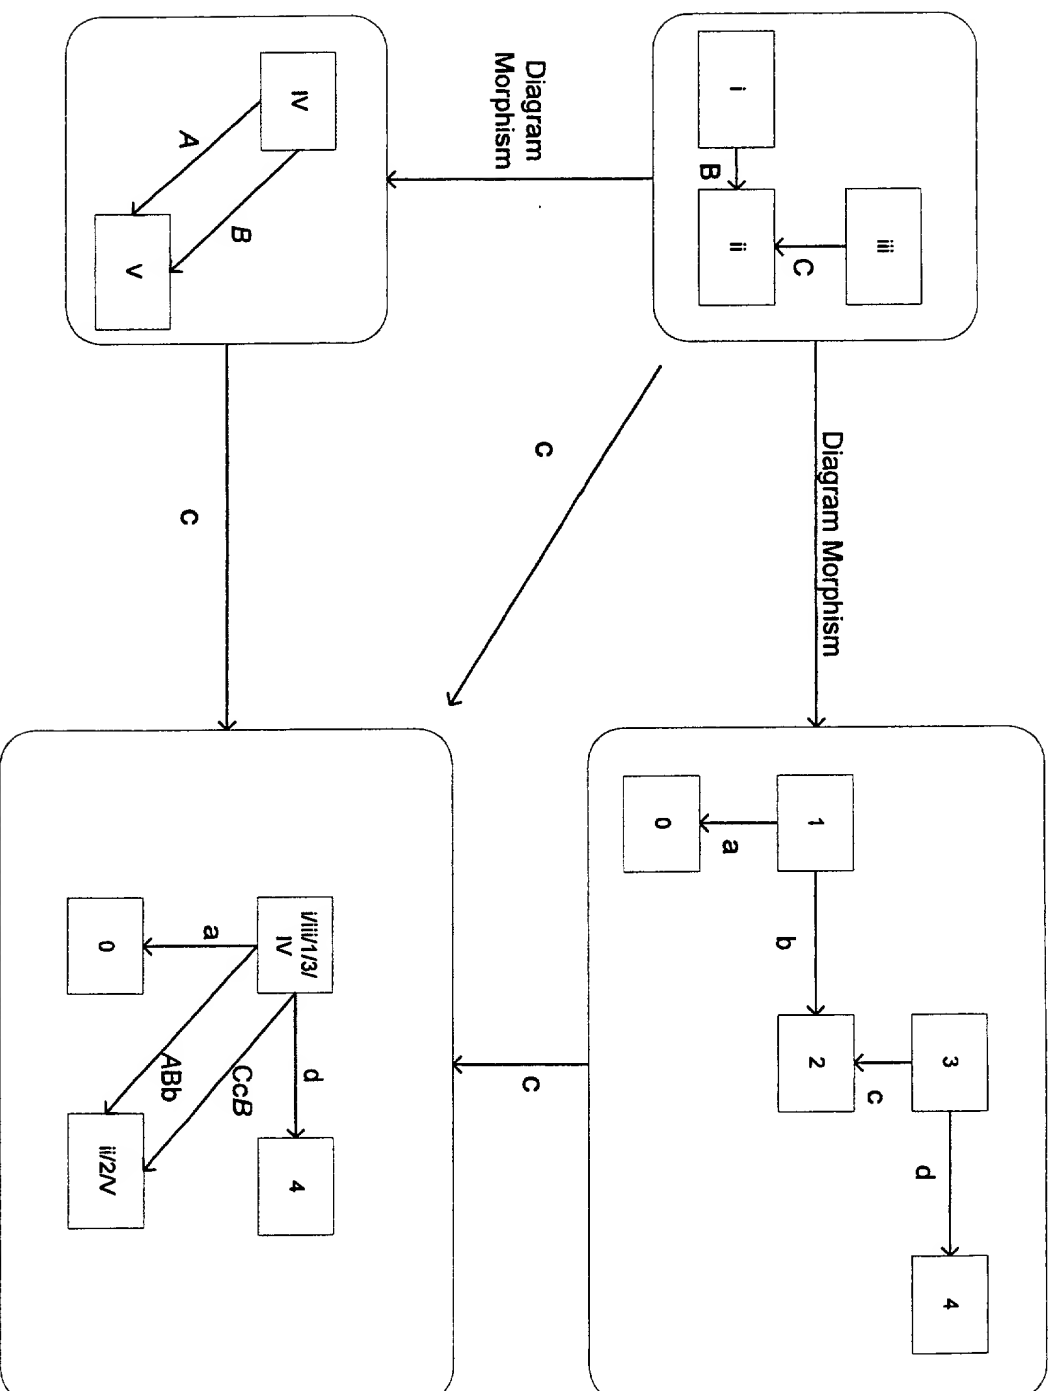 iii
C
i
B
ii
Diagram Morphism
3
d
4
c
1
b
2
a
0
Diagram
Morphism
C
C
IV
B
A
V
C
i/iii/1/3/
IV
d
4
CcB
a
ABb
0
ii/2/V